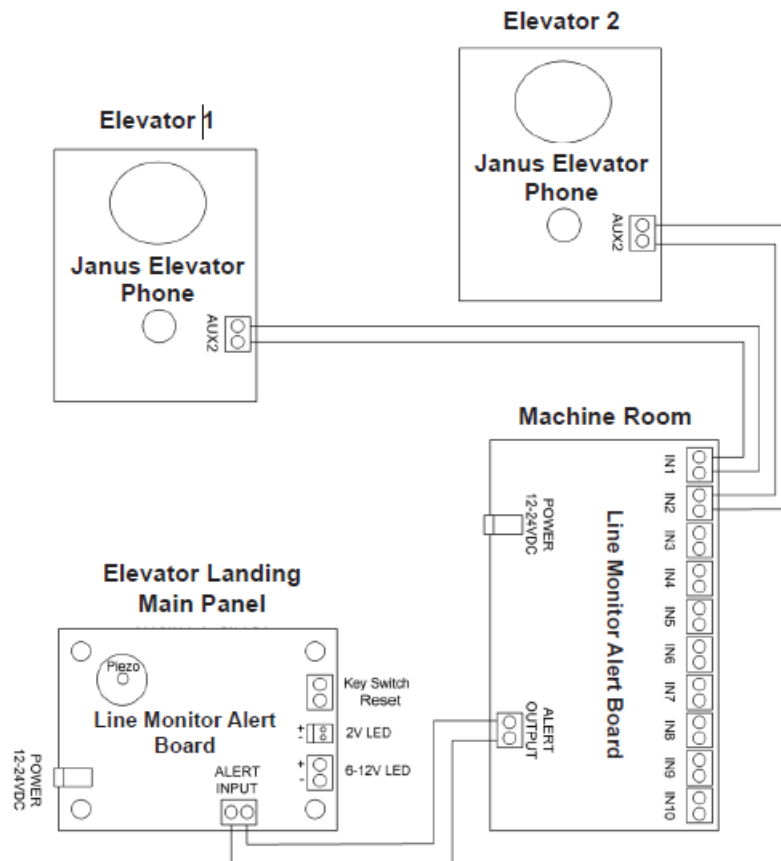 Elevator 2
Janus Elevator
Phone
AUX2
Elevator 1
Janus Elevator
Phone
AUX2
Machine Room
POWER
12-24VDC
Line Monitor Alert Board
IN1
IN2
IN3
IN4
IN5
IN6
IN7
IN8
IN9
IN10
ALERT
OUTPUT
Elevator Landing
Main Panel
Piezo
Line Monitor Alert
Board
Key Switch
Reset
+
-
2V LED
+
-
6-12V LED
POWER
12-24VDC
ALERT
INPUT